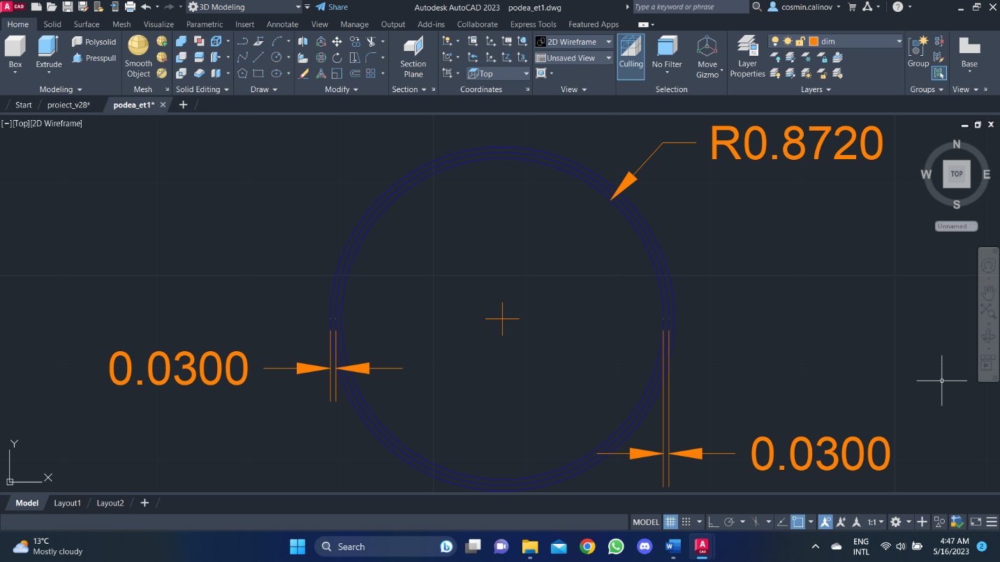 A CAD
3D Modeling
Share
Autodesk AutoCAD 2023 podea_et1.dwg
Type a keyword or phrase
cosmin.calinov
Home Solid Surface Mesh Visualize Parametric Insert Annotate View Manage Output Add-ins Collaborate Express Tools Featured Apps
Box
Extrude
Polysolid
Presspull
Smooth
Object
Section
Plane
Top
2D Wireframe
Unsaved View
Culling
No Filter
Move
Gizmo
Layer
Properties
dim
Group
Base
Modeling Mesh Solid Editing Draw Modify Section Coordinates View Selection Layers Groups View
Start proiect_v28* podea_et1*
[−][Top][2D Wireframe]
R0.8720
N
W TOP E
S
Unnamed
0.0300
0.0300
Y
X
Model Layout1 Layout2
MODEL 1:1
13°C
Mostly cloudy
Search
ENG
INTL
4:47 AM
5/16/2023
2